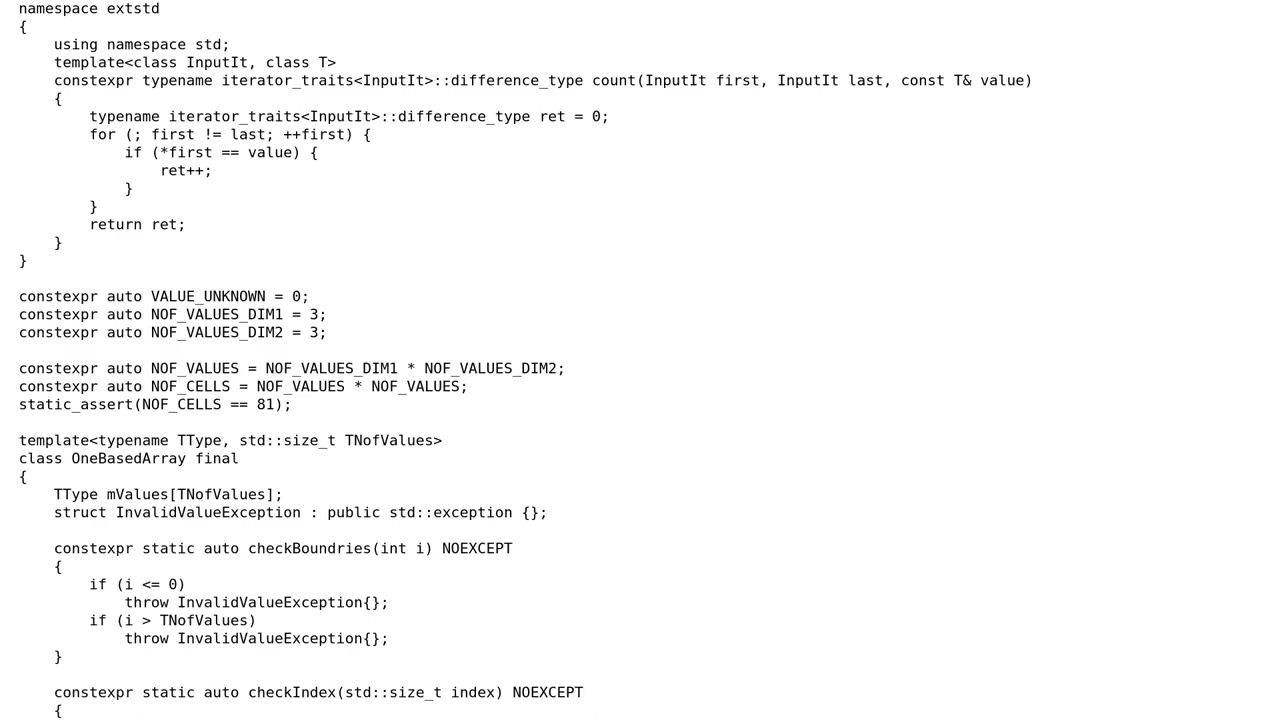 namespace extstd
{
    using namespace std;
    template<class InputIt, class T>
    constexpr typename iterator_traits<InputIt>::difference_type count(InputIt first, InputIt last, const T& value)
    {
        typename iterator_traits<InputIt>::difference_type ret = 0;
        for (; first != last; ++first) {
            if (*first == value) {
                ret++;
            }
        }
        return ret;
    }
}

constexpr auto VALUE_UNKNOWN = 0;
constexpr auto NOF_VALUES_DIM1 = 3;
constexpr auto NOF_VALUES_DIM2 = 3;

constexpr auto NOF_VALUES = NOF_VALUES_DIM1 * NOF_VALUES_DIM2;
constexpr auto NOF_CELLS = NOF_VALUES * NOF_VALUES;
static_assert(NOF_CELLS == 81);

template<typename TType, std::size_t TNofValues>
class OneBasedArray final
{
    TType mValues[TNofValues];
    struct InvalidValueException : public std::exception {};

    constexpr static auto checkBoundries(int i) NOEXCEPT
    {
        if (i <= 0)
            throw InvalidValueException{};
        if (i > TNofValues)
            throw InvalidValueException{};
    }

    constexpr static auto checkIndex(std::size_t index) NOEXCEPT
    {